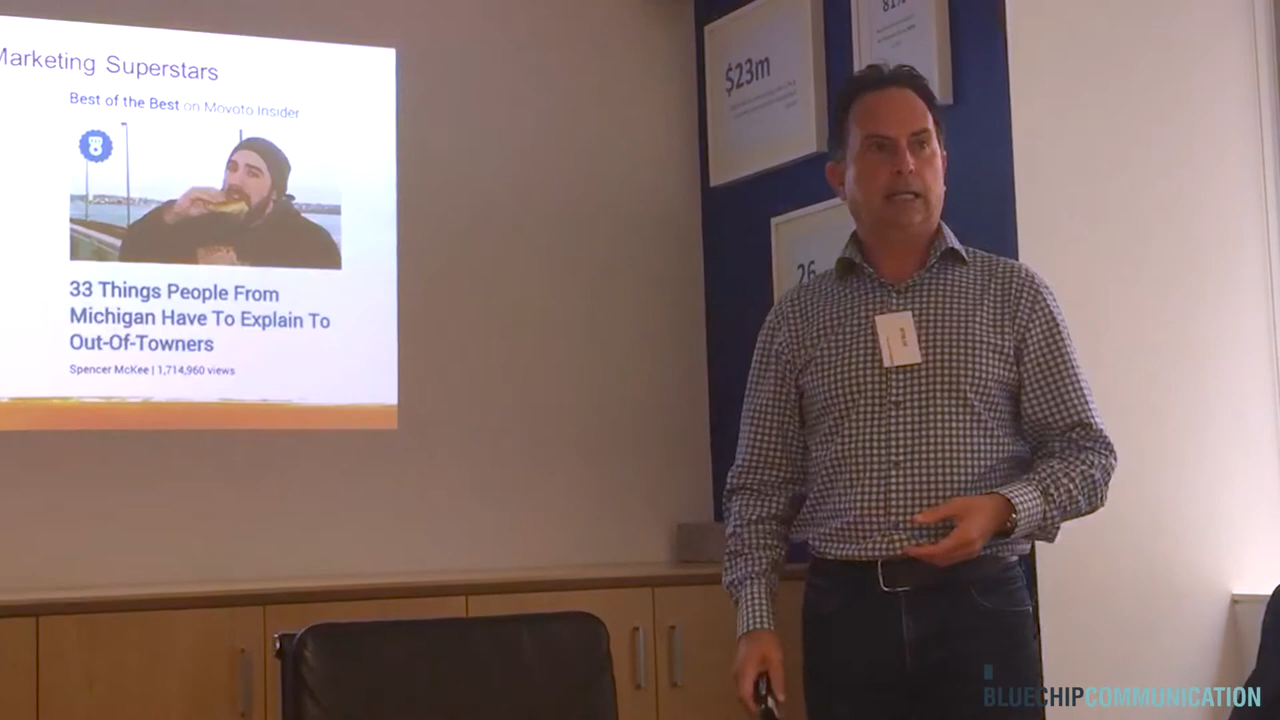 Marketing Superstars
Best of the Best on Movoto Insider
33 Things People From
Michigan Have To Explain To
Out-Of-Towners
Spencer McKee | 1,714,960 views
$23m
81%
26
BLUECHIPCOMMUNICATION